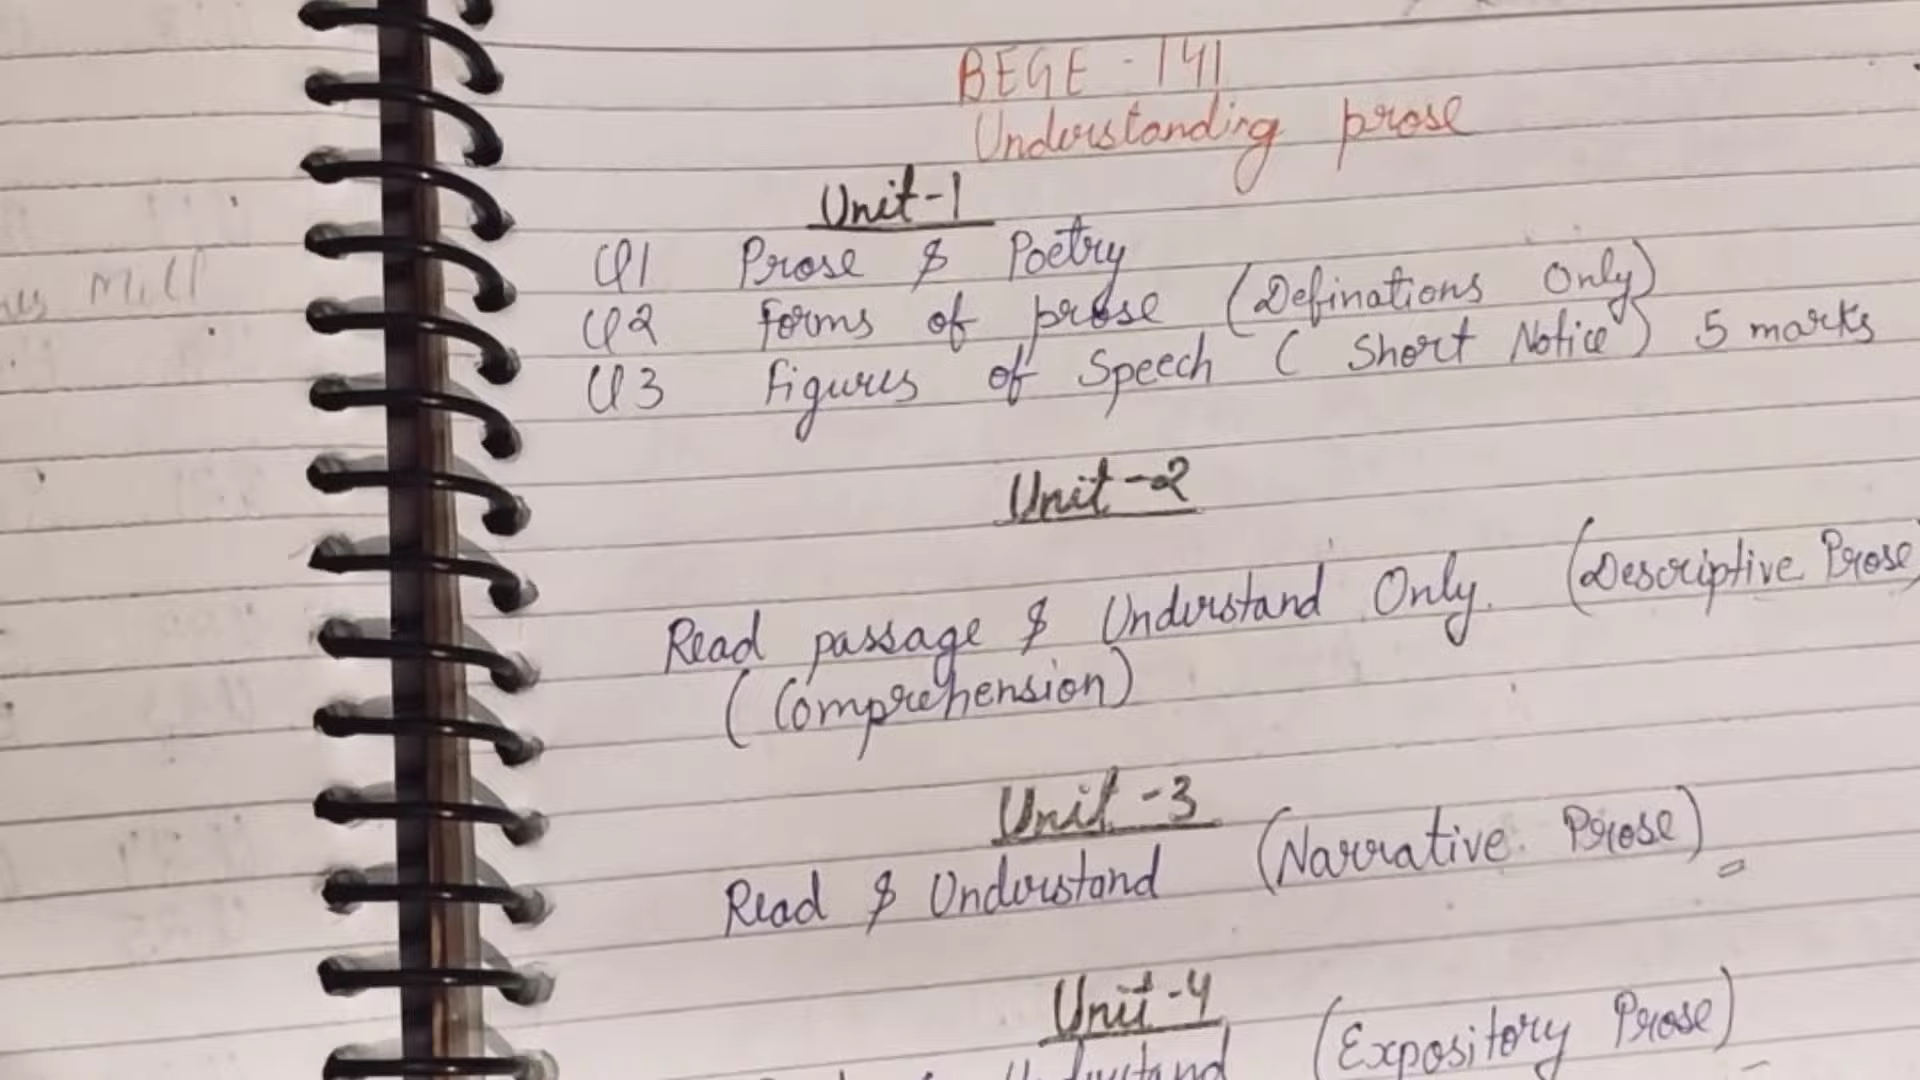 BEGE - 141
Understanding prose
Unit-1
Q1 Prose & Poetry
Q2 Forms of prose (Definations Only)
Q3 Figures of Speech (Short Notice) 5 marks
Unit-2
Read passage & Understand Only. (Descriptive Prose)
(Comprehension)
Unit-3
Read & Understand (Narrative Prose)
Unit-4
Understand (Expository Prose)
Mill